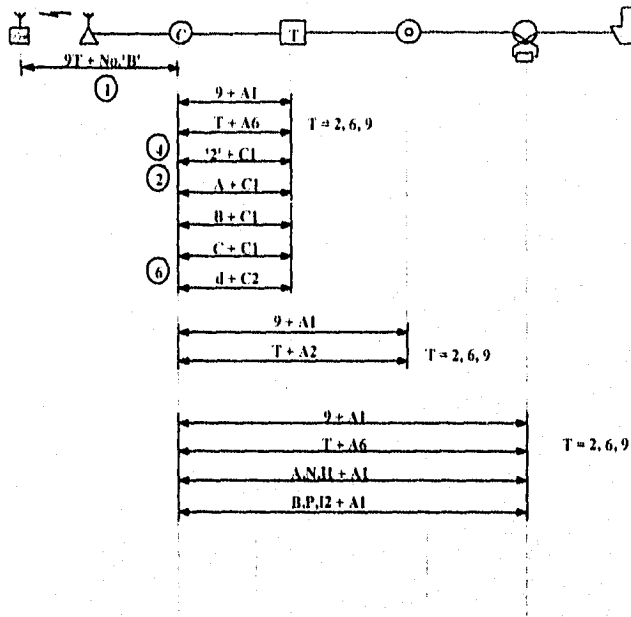 C
T
9T + No.'B'
1
9 + A1
T + A6
T = 2, 6, 9
4
'2' + C1
2
A + C1
B + C1
C + C1
6
d + C2
9 + A1
T + A2
T = 2, 6, 9
9 + A1
T + A6
T = 2, 6, 9
A,N,I1 + A1
B,P,I2 + A1